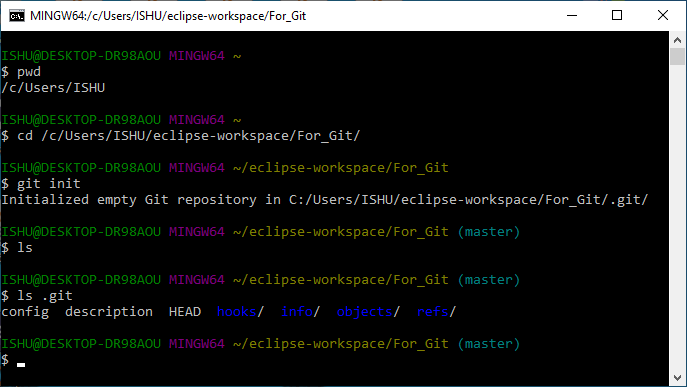 MINGW64:/c/Users/ISHU/eclipse-workspace/For_Git
ISHU@DESKTOP-DR98AOU MINGW64 ~
$ pwd
/c/Users/ISHU
ISHU@DESKTOP-DR98AOU MINGW64 ~
$ cd /c/Users/ISHU/eclipse-workspace/For_Git/
ISHU@DESKTOP-DR98AOU MINGW64 ~/eclipse-workspace/For_Git
$ git init
Initialized empty Git repository in C:/Users/ISHU/eclipse-workspace/For_Git/.git/
ISHU@DESKTOP-DR98AOU MINGW64 ~/eclipse-workspace/For_Git (master)
$ ls
ISHU@DESKTOP-DR98AOU MINGW64 ~/eclipse-workspace/For_Git (master)
$ ls .git
config  description  HEAD  hooks/  info/  objects/  refs/
ISHU@DESKTOP-DR98AOU MINGW64 ~/eclipse-workspace/For_Git (master)
$